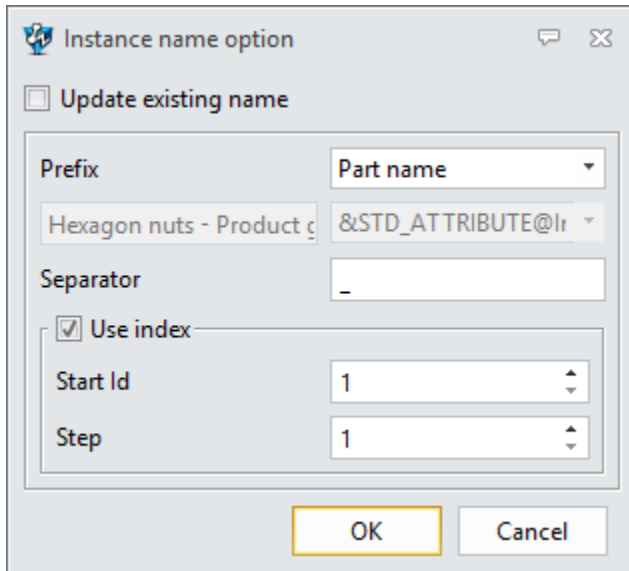 Instance name option
Update existing name
Prefix Part name
Hexagon nuts - Product g &STD_ATTRIBUTE@Ir
Separator _
Use index
Start Id 1
Step 1
OK Cancel